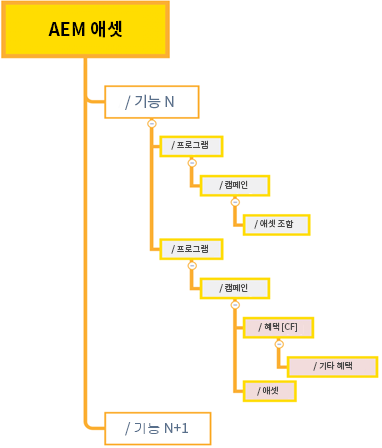 AEM 애셋
/ 기능 N
/ 프로그램
/ 캠페인
/ 애셋 조합
/ 프로그램
/ 캠페인
/ 혜택 [CF]
/ 기타 혜택
/ 애셋
/ 기능 N+1